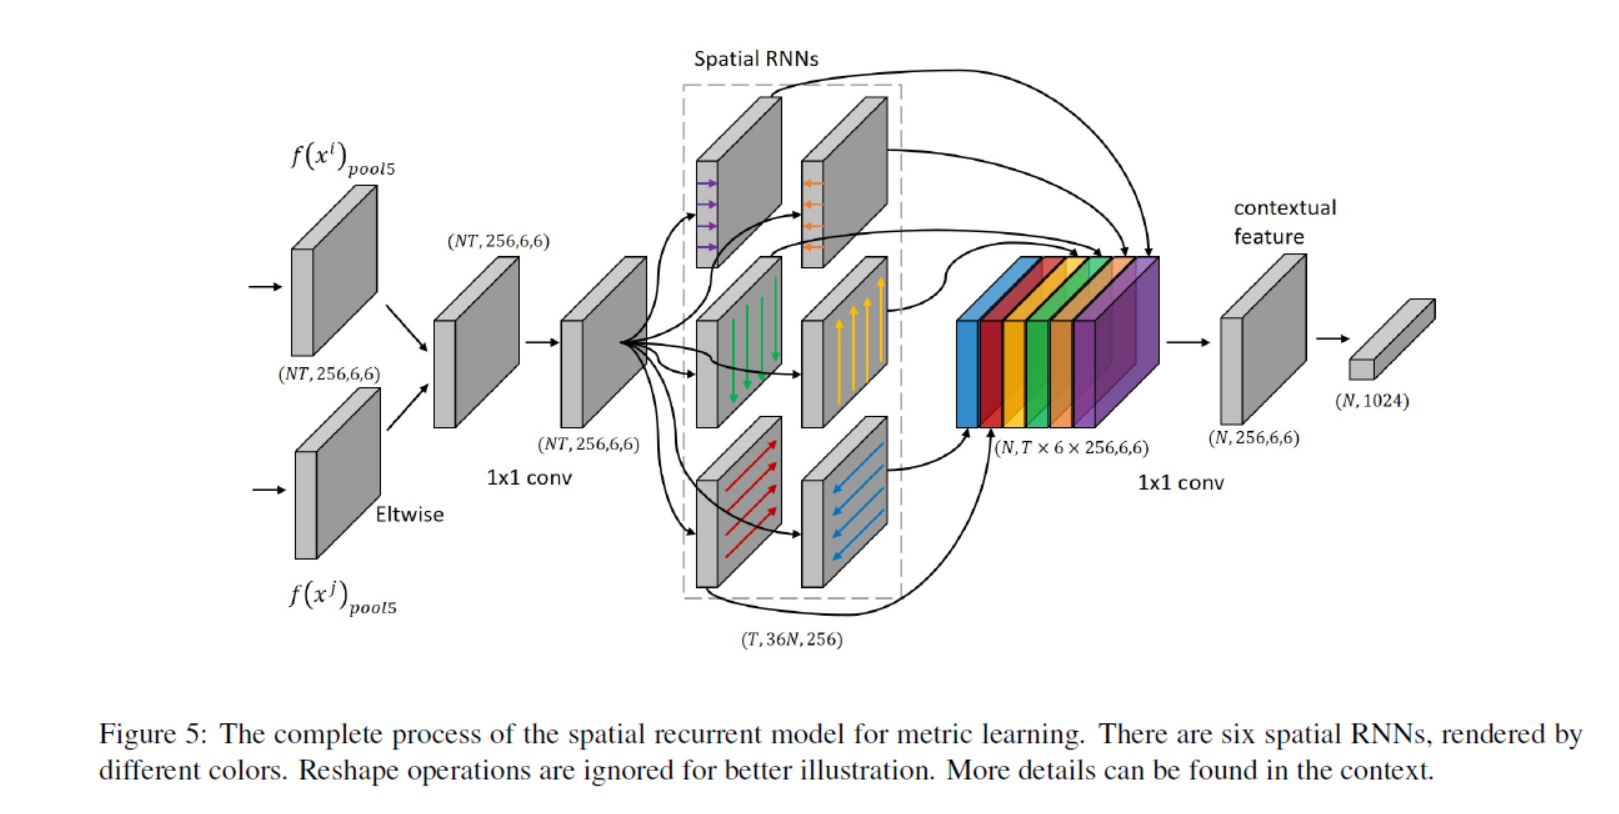 Spatial RNNs
f(xⁱ)pool5
(NT, 256,6,6)
contextual
feature
(NT, 256,6,6)
(N, 1024)
(NT, 256,6,6)
(N, T × 6 × 256,6,6)
(N, 256,6,6)
1x1 conv
1x1 conv
Eltwise
f(xʲ)pool5
(T, 36N, 256)
Figure 5: The complete process of the spatial recurrent model for metric learning. There are six spatial RNNs, rendered by
different colors. Reshape operations are ignored for better illustration. More details can be found in the context.